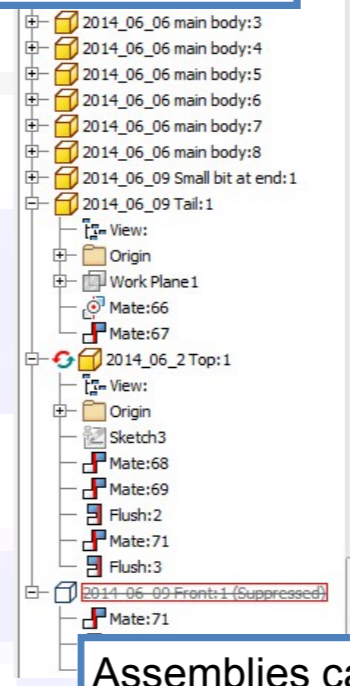 2014_06_06 main body:3
2014_06_06 main body:4
2014_06_06 main body:5
2014_06_06 main body:6
2014_06_06 main body:7
2014_06_06 main body:8
2014_06_09 Small bit at end:1
2014_06_09 Tail:1
View:
Origin
Work Plane1
Mate:66
Mate:67
2014_06_2 Top:1
View:
Origin
Sketch3
Mate:68
Mate:69
Flush:2
Mate:71
Flush:3
2014_06_09 Front:1 (Suppressed)
Mate:71
Assemblies ca